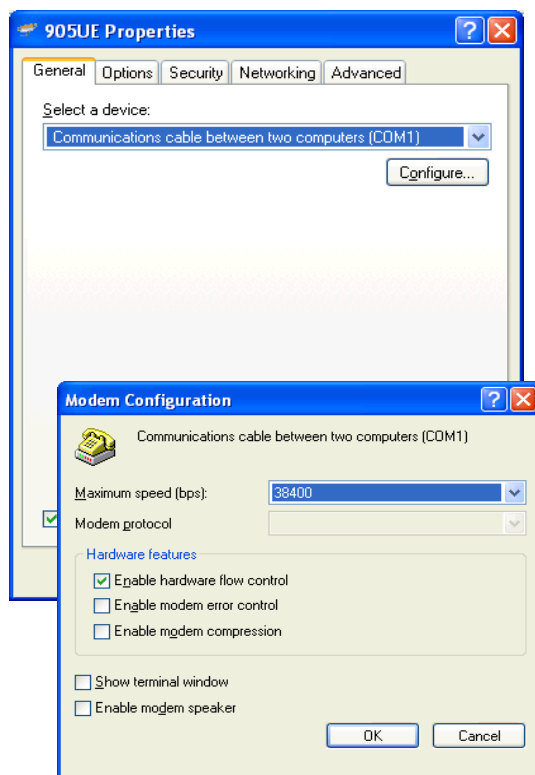 905UE Properties
General Options Security Networking Advanced
Select a device:
Communications cable between two computers (COM1)
Configure...
Modem Configuration
Communications cable between two computers (COM1)
Maximum speed (bps): 38400
Modem protocol
Hardware features
Enable hardware flow control
Enable modem error control
Enable modem compression
Show terminal window
Enable modem speaker
OK Cancel